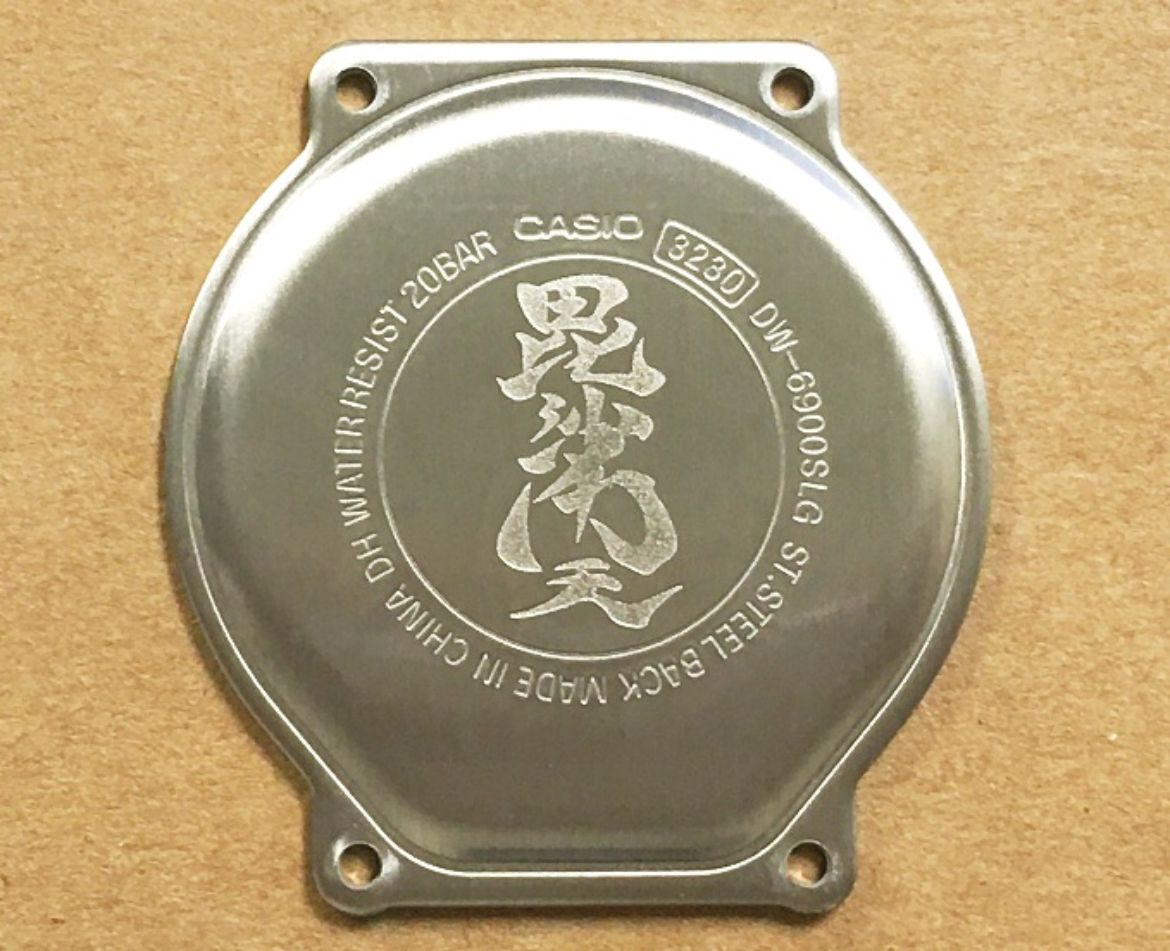 CASIO 3230 DW-6900SLG ST.STEEL BACK MADE IN CHINA DH WATER RESIST 20BAR
毘沙門天